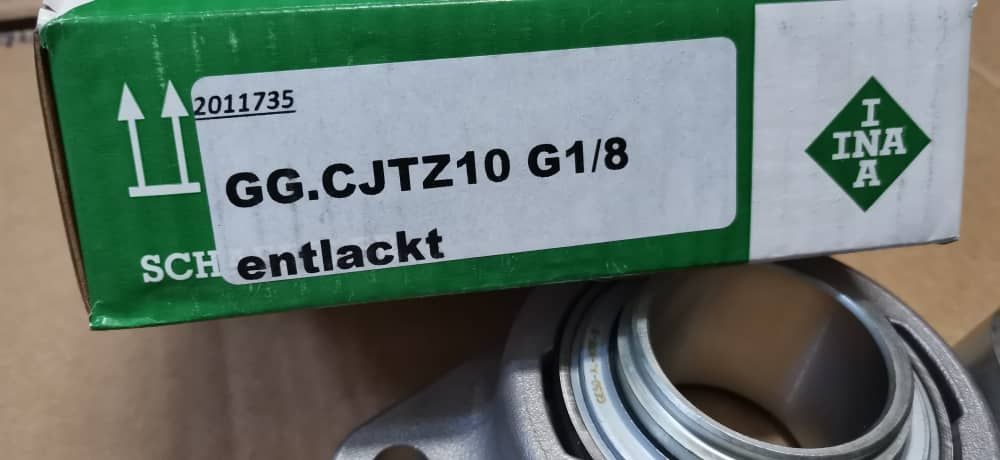 2011735
GG.CJTZ10 G1/8
entlackt
SCH
I
INA
A